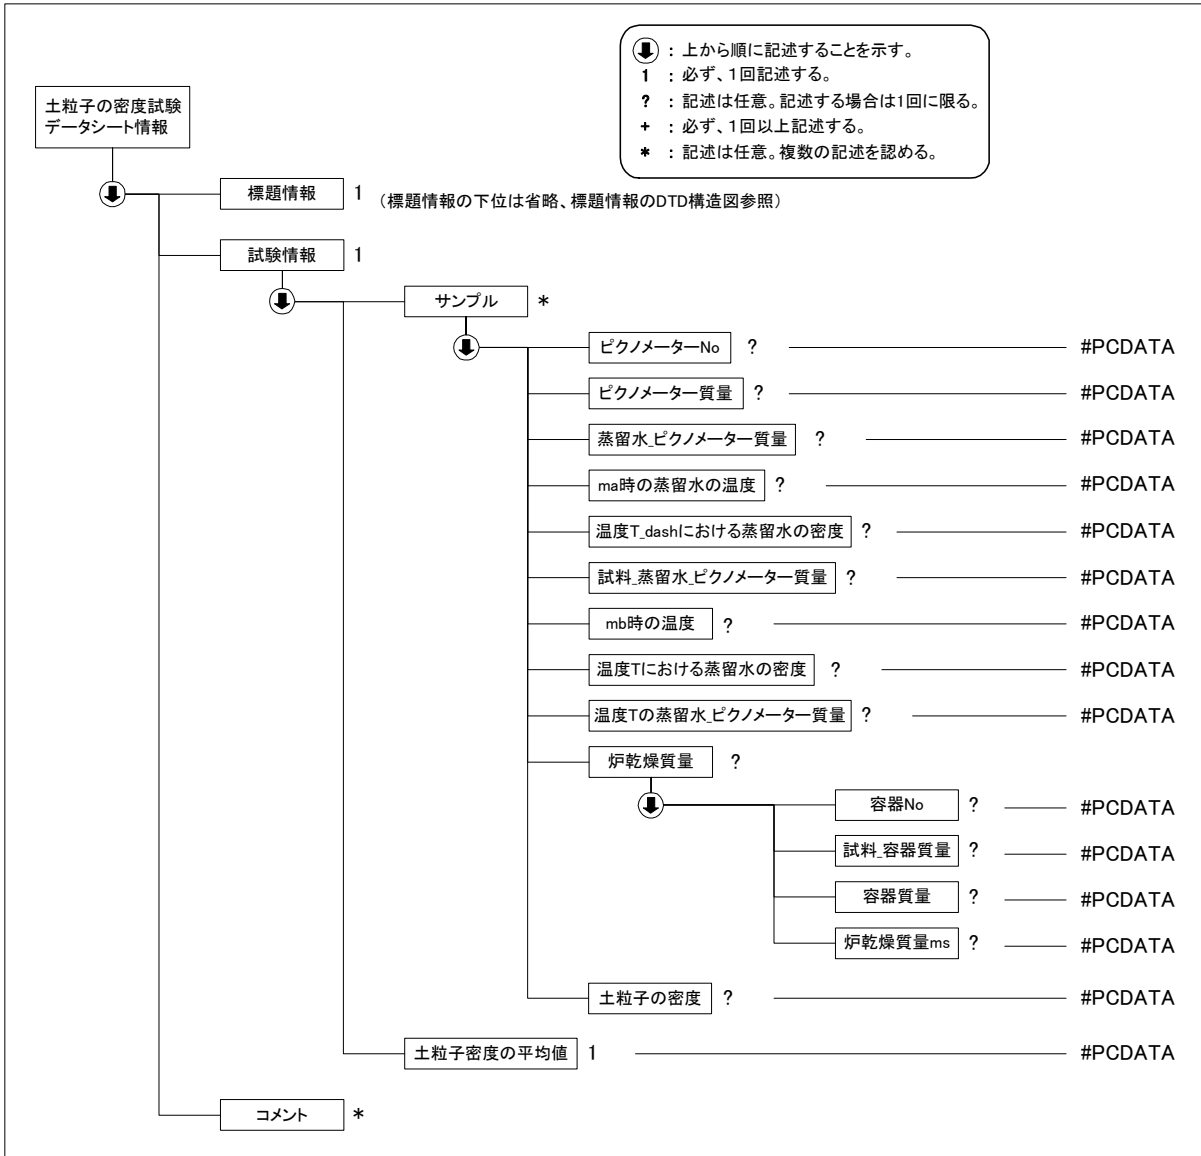 ： 上から順に記述することを示す。
1 ： 必ず、1回記述する。
? ： 記述は任意。記述する場合は1回に限る。
+ ： 必ず、1回以上記述する。
* ： 記述は任意。複数の記述を認める。
土粒子の密度試験
データシート情報
標題情報 1 （標題情報の下位は省略、標題情報のDTD構造図参照）
試験情報 1
サンプル *
ピクノメーターNo ? #PCDATA
ピクノメーター質量 ? #PCDATA
蒸留水_ピクノメーター質量 ? #PCDATA
ma時の蒸留水の温度 ? #PCDATA
温度T_dashにおける蒸留水の密度 ? #PCDATA
試料_蒸留水_ピクノメーター質量 ? #PCDATA
mb時の温度 ? #PCDATA
温度Tにおける蒸留水の密度 ? #PCDATA
温度Tの蒸留水_ピクノメーター質量 ? #PCDATA
炉乾燥質量 ?
容器No ? #PCDATA
試料_容器質量 ? #PCDATA
容器質量 ? #PCDATA
炉乾燥質量ms ? #PCDATA
土粒子の密度 ? #PCDATA
土粒子密度の平均値 1 #PCDATA
コメント *